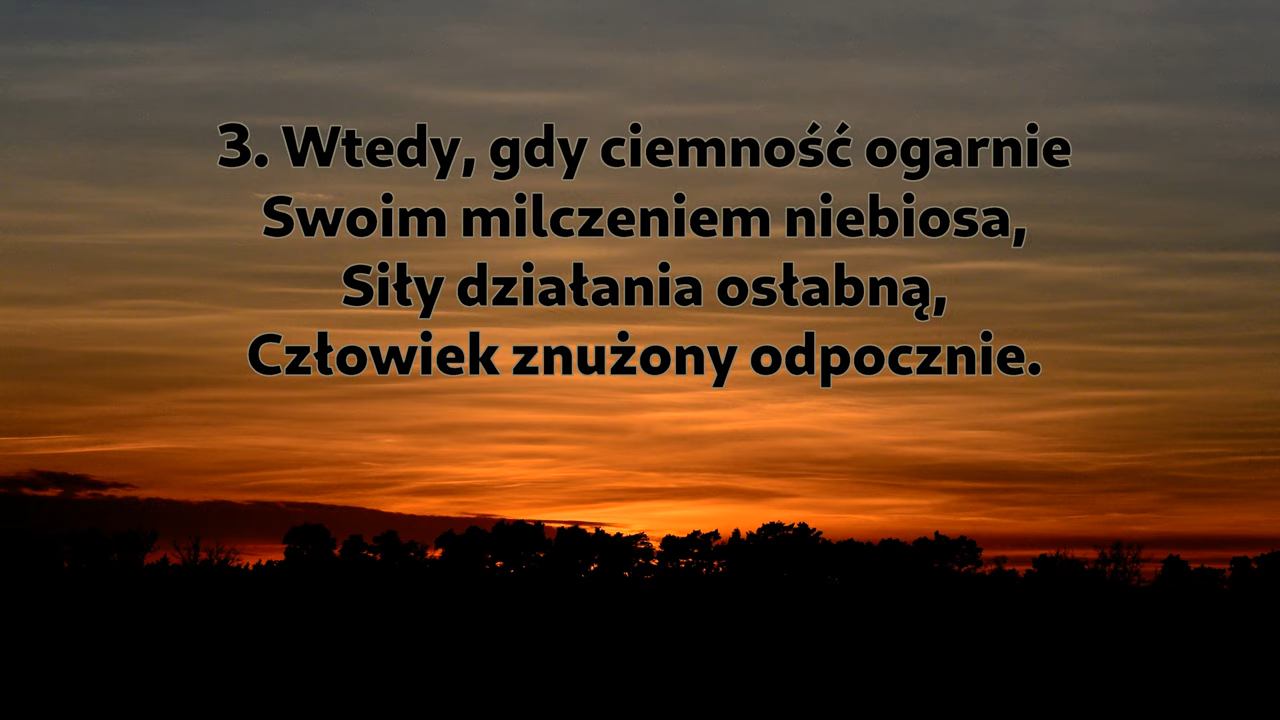 3. Wtedy, gdy ciemność ogarnie
Swoim milczeniem niebiosa,
Siły działania osłabną,
Człowiek znużony odpocznie.